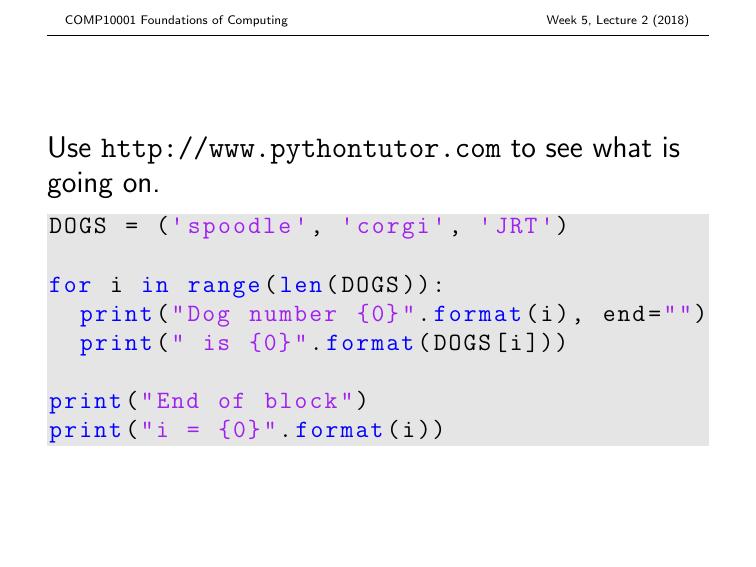 COMP10001 Foundations of Computing Week 5, Lecture 2 (2018)
Use http://www.pythontutor.com to see what is
going on.
DOGS = ('spoodle', 'corgi', 'JRT')
for i in range(len(DOGS)):
  print("Dog number {0}".format(i), end="")
  print(" is {0}".format(DOGS[i]))
print("End of block")
print("i = {0}".format(i))